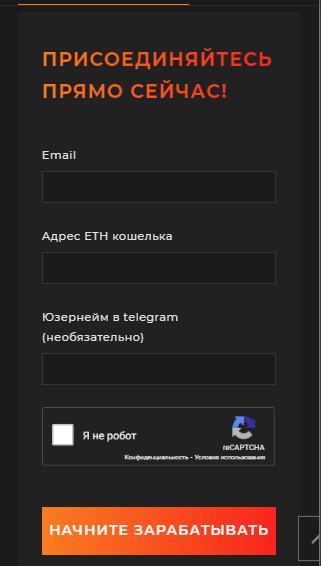 ПРИСОЕДИНЯЙТЕСЬ
ПРЯМО СЕЙЧАС!
Email
Адрес ETH кошелька
Юзернейм в telegram
(необязательно)
Я не робот
reCAPTCHA
Конфиденциальность - Условия использования
НАЧНИТЕ ЗАРАБАТЫВАТЬ